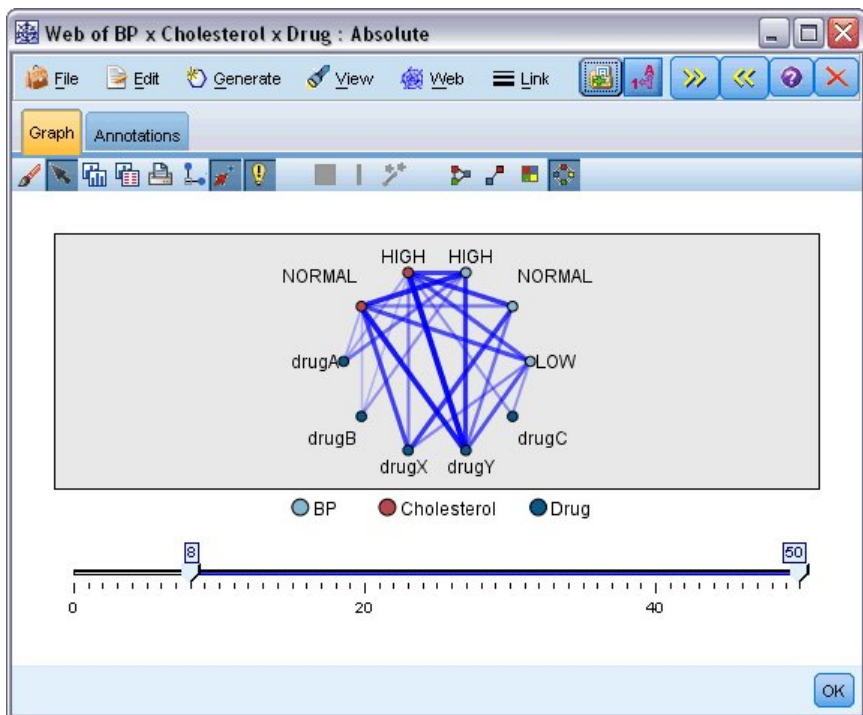 Web of BP x Cholesterol x Drug : Absolute
File Edit Generate View Web Link
Graph Annotations
HIGH HIGH
NORMAL NORMAL
drugA LOW
drugB drugC
drugX drugY
BP Cholesterol Drug
8 50
0 20 40
OK